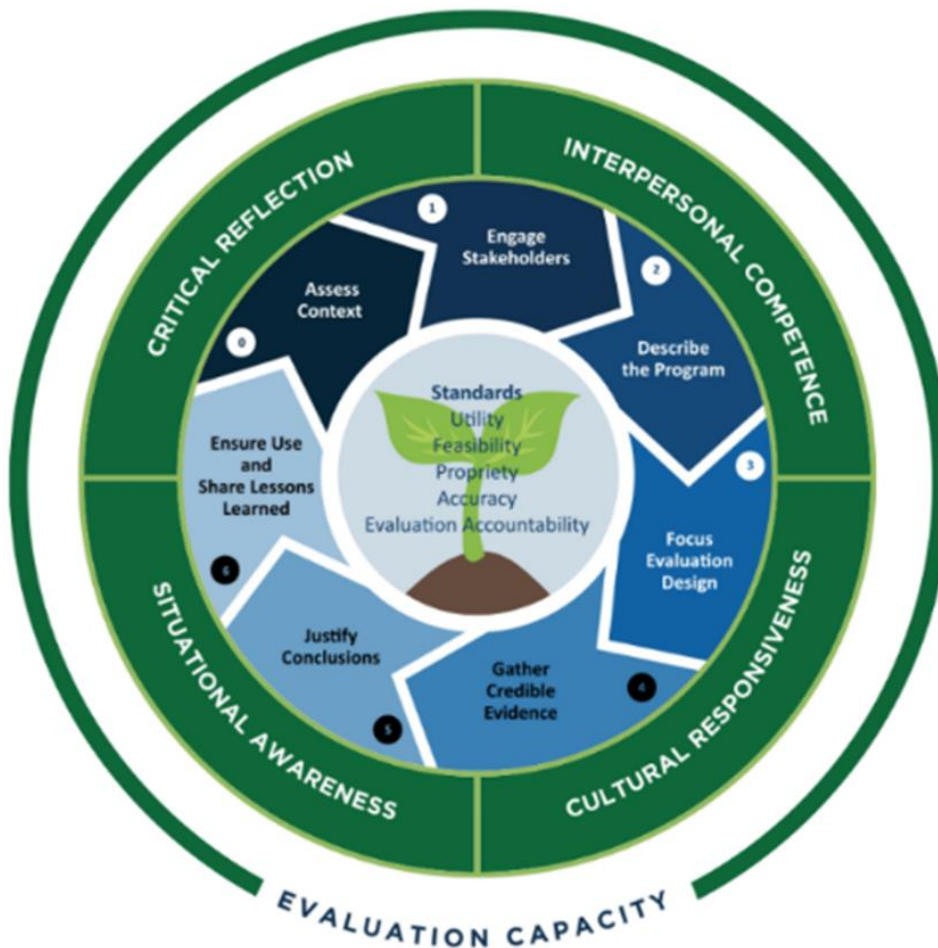 CRITICAL REFLECTION
INTERPERSONAL COMPETENCE
CULTURAL RESPONSIVENESS
SITUATIONAL AWARENESS
0
Assess
Context
1
Engage
Stakeholders
2
Describe
the Program
3
Focus
Evaluation
Design
4
Gather
Credible
Evidence
5
Justify
Conclusions
6
Ensure Use
and
Share Lessons
Learned
Standards
Utility
Feasibility
Propriety
Accuracy
Evaluation Accountability
EVALUATION CAPACITY